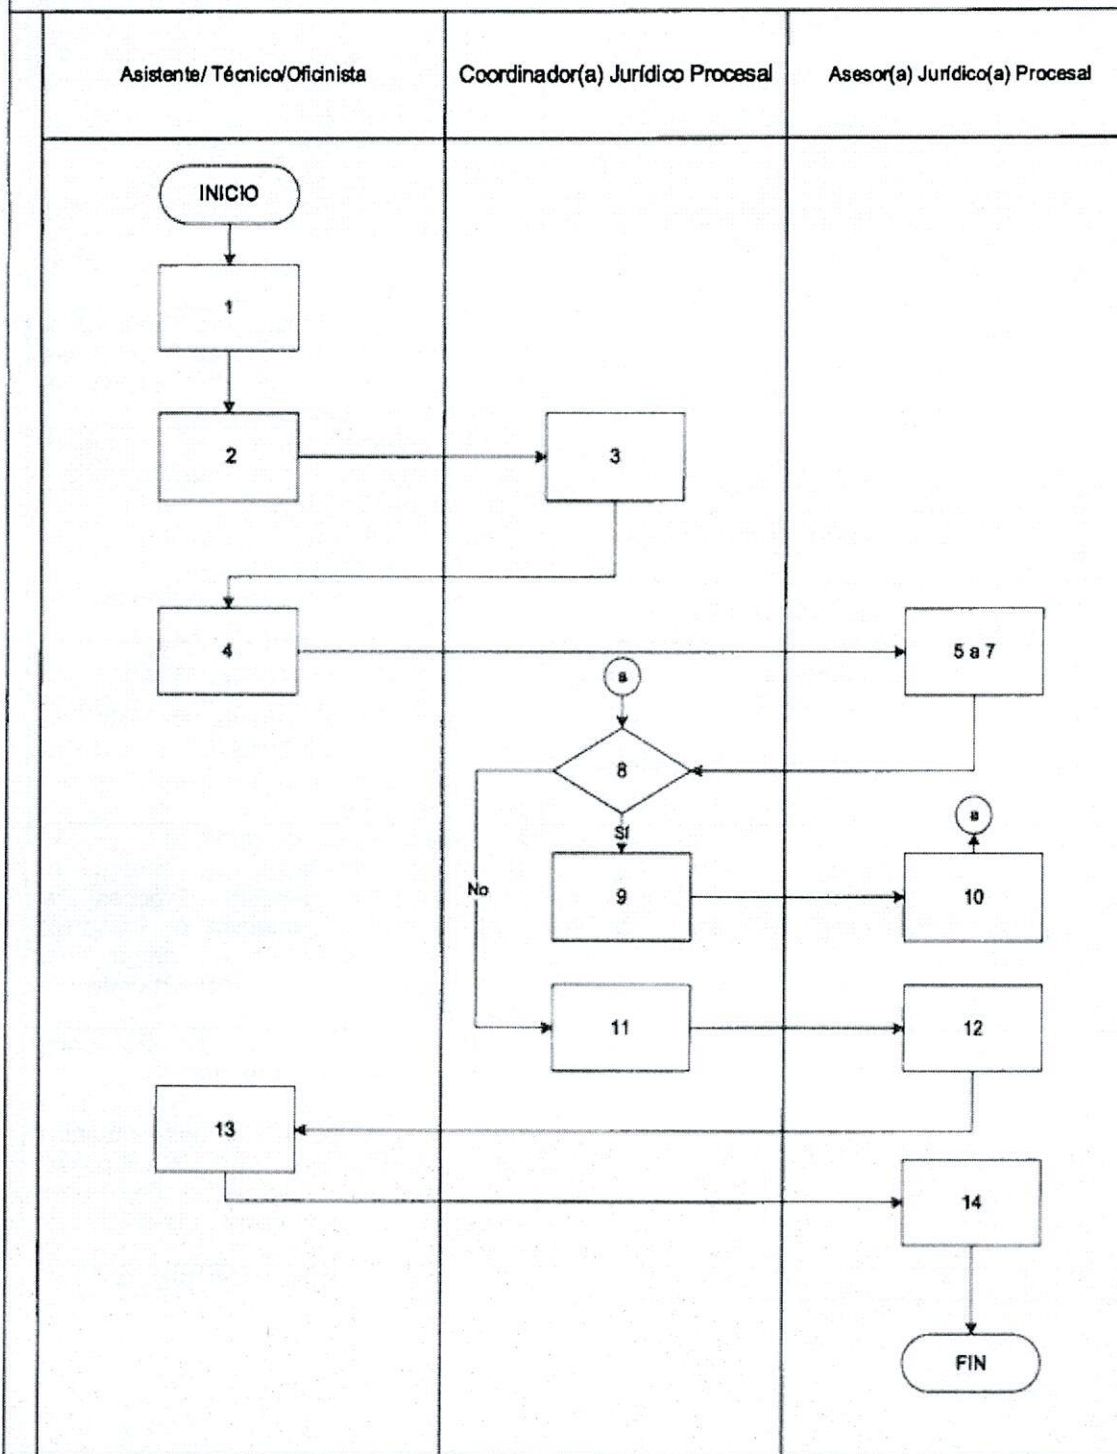 Asistente/ Técnico/Oficinista
Coordinador(a) Jurídico Procesal
Asesor(a) Jurídico(a) Procesal
INICIO
1
2
3
4
5 a 7
a
8
Sí
a
No
9
10
11
12
13
14
FIN